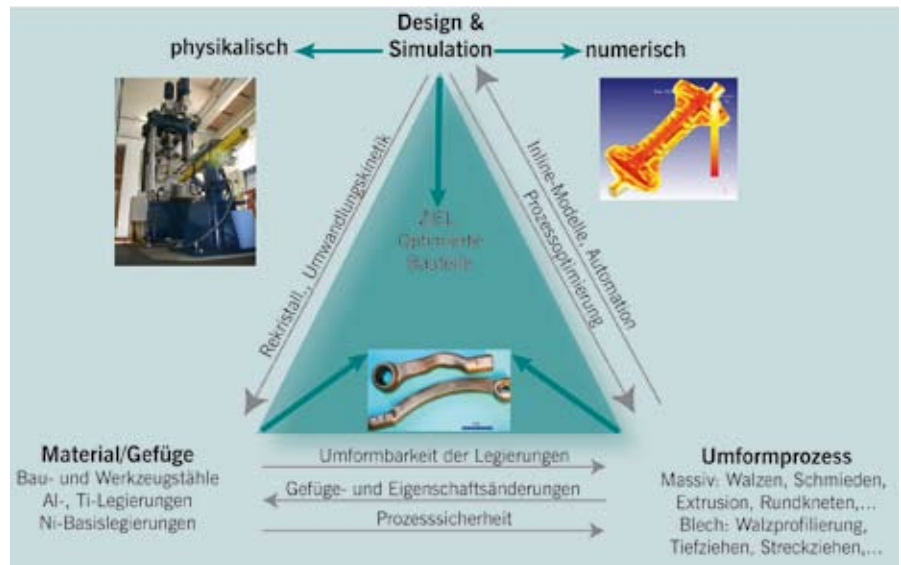 Design &
Simulation
physikalisch
numerisch
Rekristall., Umwandlungskinetik
Inline-Modelle, Automation
Prozessoptimierung
ZIEL
Optimierte
Bauteile
Material/Gefüge
Bau- und Werkzeugstähle
Al-, Ti-Legierungen
Ni-Basislegierungen
Umformbarkeit der Legierungen
Gefüge- und Eigenschaftsänderungen
Prozesssicherheit
Umformprozess
Massiv: Walzen, Schmieden,
Extrusion, Rundkneten,...
Blech: Walzprofilierung,
Tiefziehen, Streckziehen,...